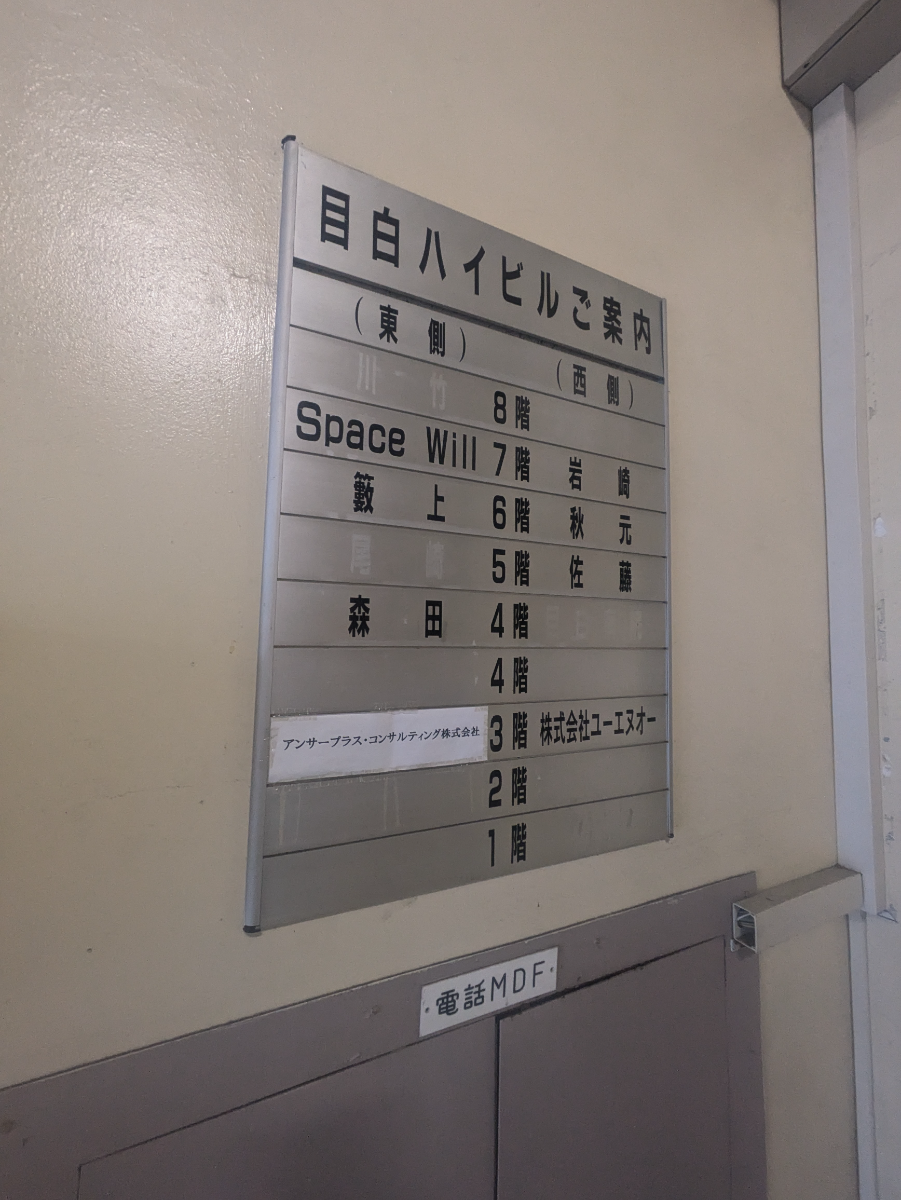 目白ハイビルご案内
(東側) (西側)
8階
Space Will 7階 岩崎
籔上 6階 秋元
尾崎 5階 佐藤
森田 4階
4階
アンサープラス・コンサルティング株式会社 3階 株式会社ユーエヌオー
2階
1階
電話MDF